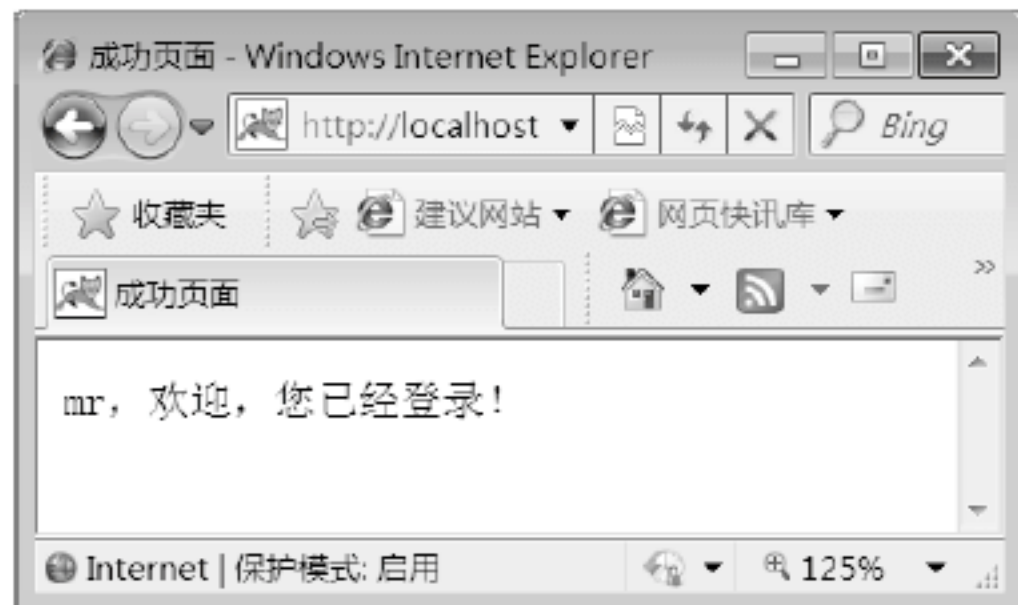 成功页面 - Windows Internet Explorer
http://localhost
Bing
收藏夹 建议网站 网页快讯库
成功页面
mr，欢迎，您已经登录！
Internet | 保护模式: 启用 125%